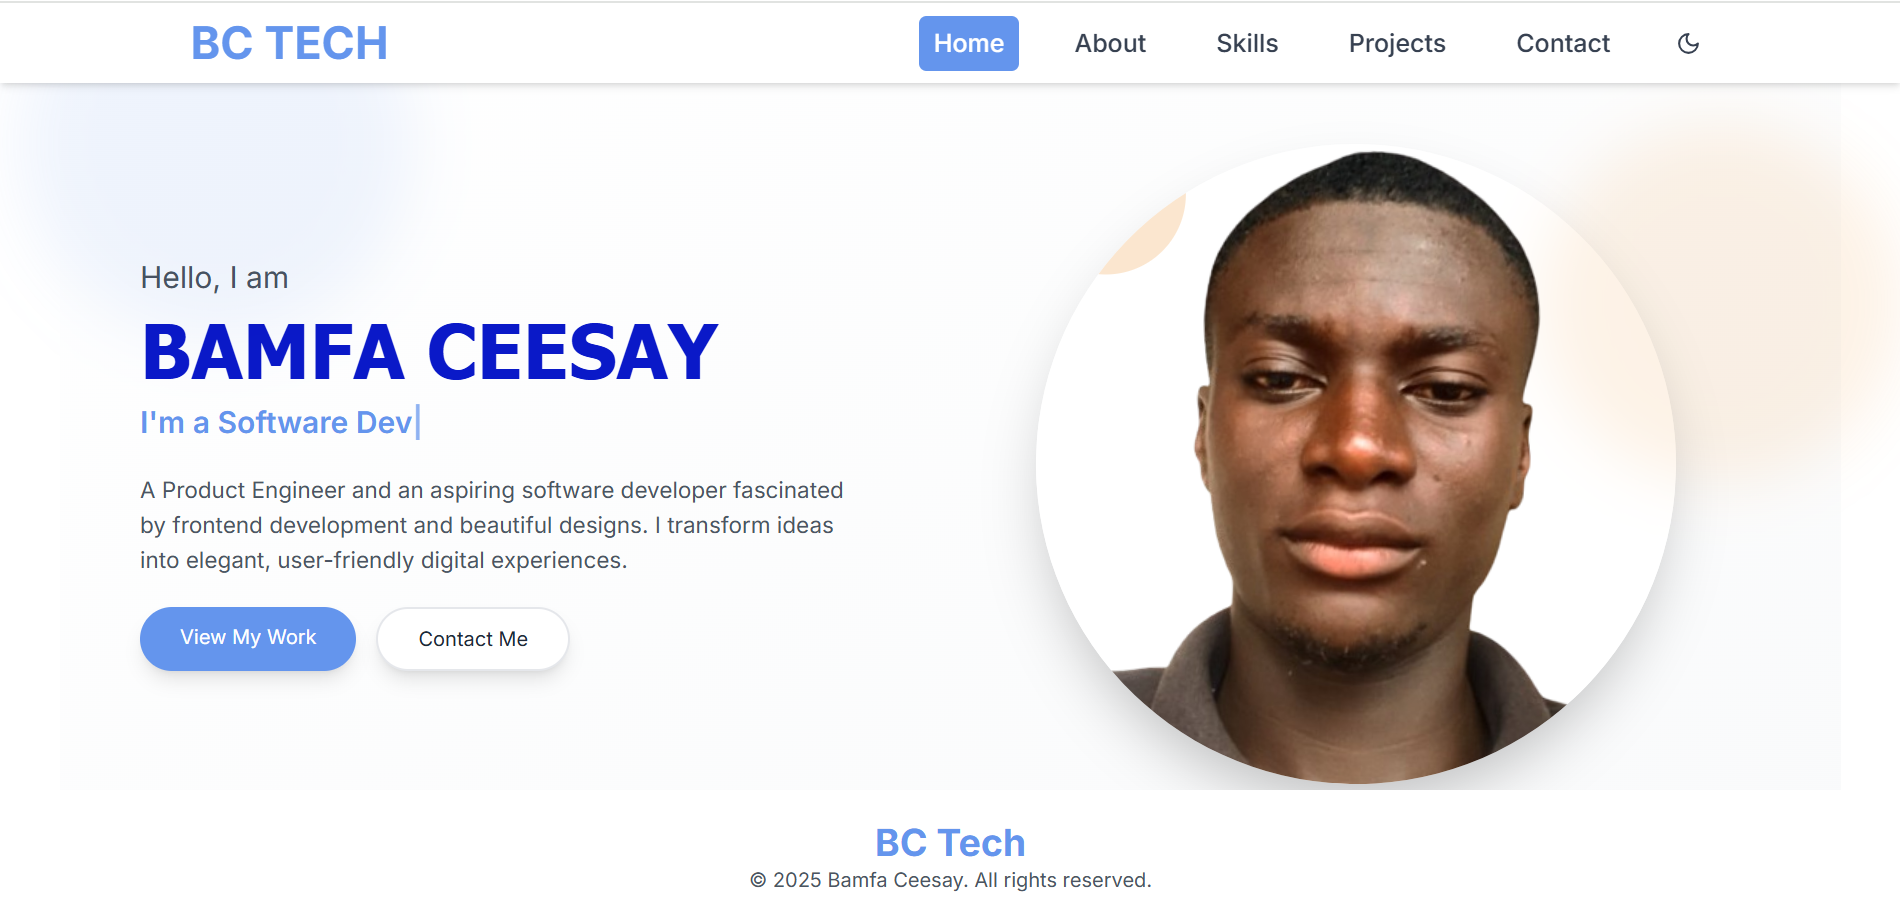 BC TECH
Home
About
Skills
Projects
Contact
Hello, I am
BAMFA CEESAY
I'm a Software Dev
A Product Engineer and an aspiring software developer fascinated
by frontend development and beautiful designs. I transform ideas
into elegant, user-friendly digital experiences.
View My Work
Contact Me
BC Tech
© 2025 Bamfa Ceesay. All rights reserved.